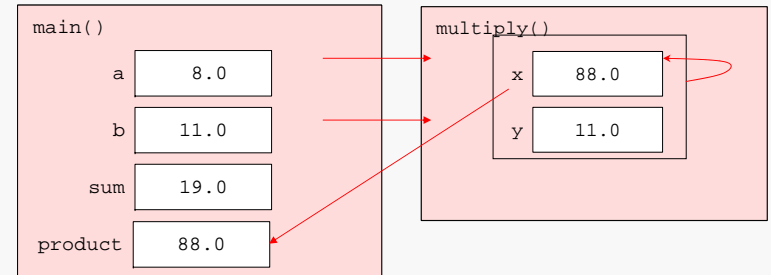 main()
a 8.0
b 11.0
sum 19.0
product 88.0
multiply()
x 88.0
y 11.0